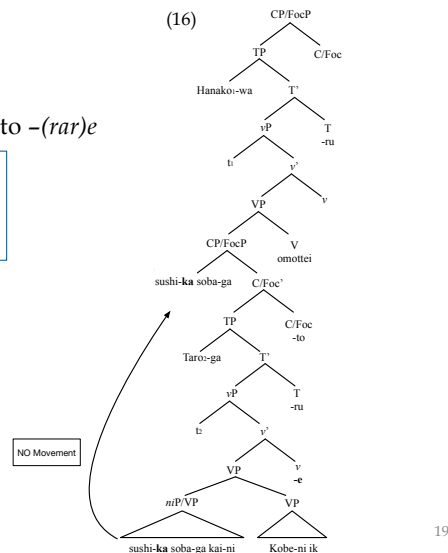 (16)
CP/FocP
TP C/Foc
Hanako₁-wa T’
to –(rar)e
vP T
-ru
t₁ v’
VP v
CP/FocP V
omottei
sushi-ka soba-ga C/Foc’
TP C/Foc
-to
Taro₂-ga T’
vP T
-ru
t₂ v’
NO Movement
VP v
-e
niP/VP VP
sushi-ka soba-ga kai-ni Kobe-ni ik
19